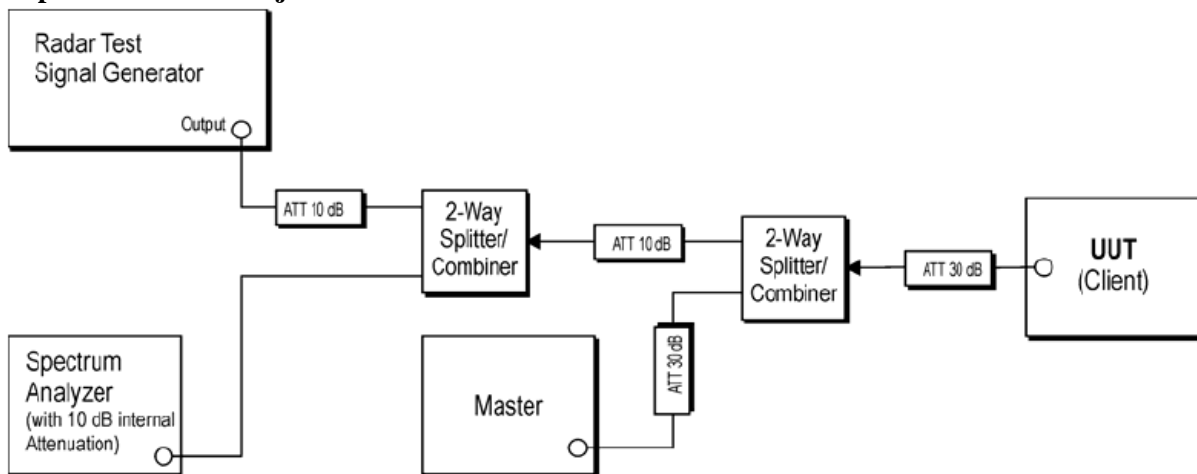 Radar Test
Signal Generator
Output
ATT 10 dB
2-Way
Splitter/
Combiner
ATT 10 dB
2-Way
Splitter/
Combiner
ATT 30 dB
UUT
(Client)
Spectrum
Analyzer
(with 10 dB internal
Attenuation)
Master
ATT 30 dB